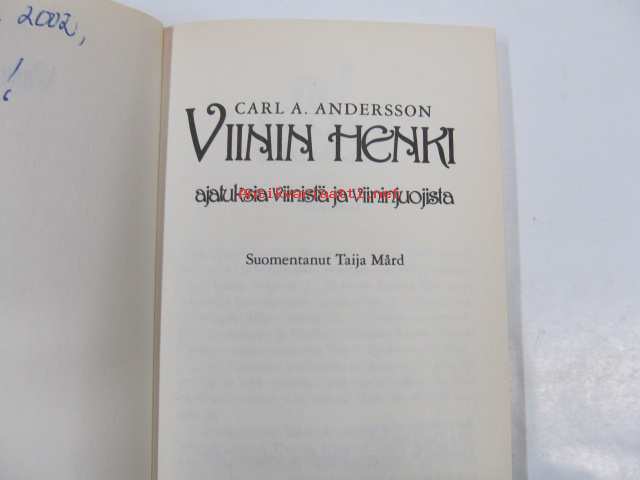 2002,
!
CARL A. ANDERSSON
VIININ HENKI
ajatuksia viinistä ja viininjuojista
Suomentanut Taija Mård